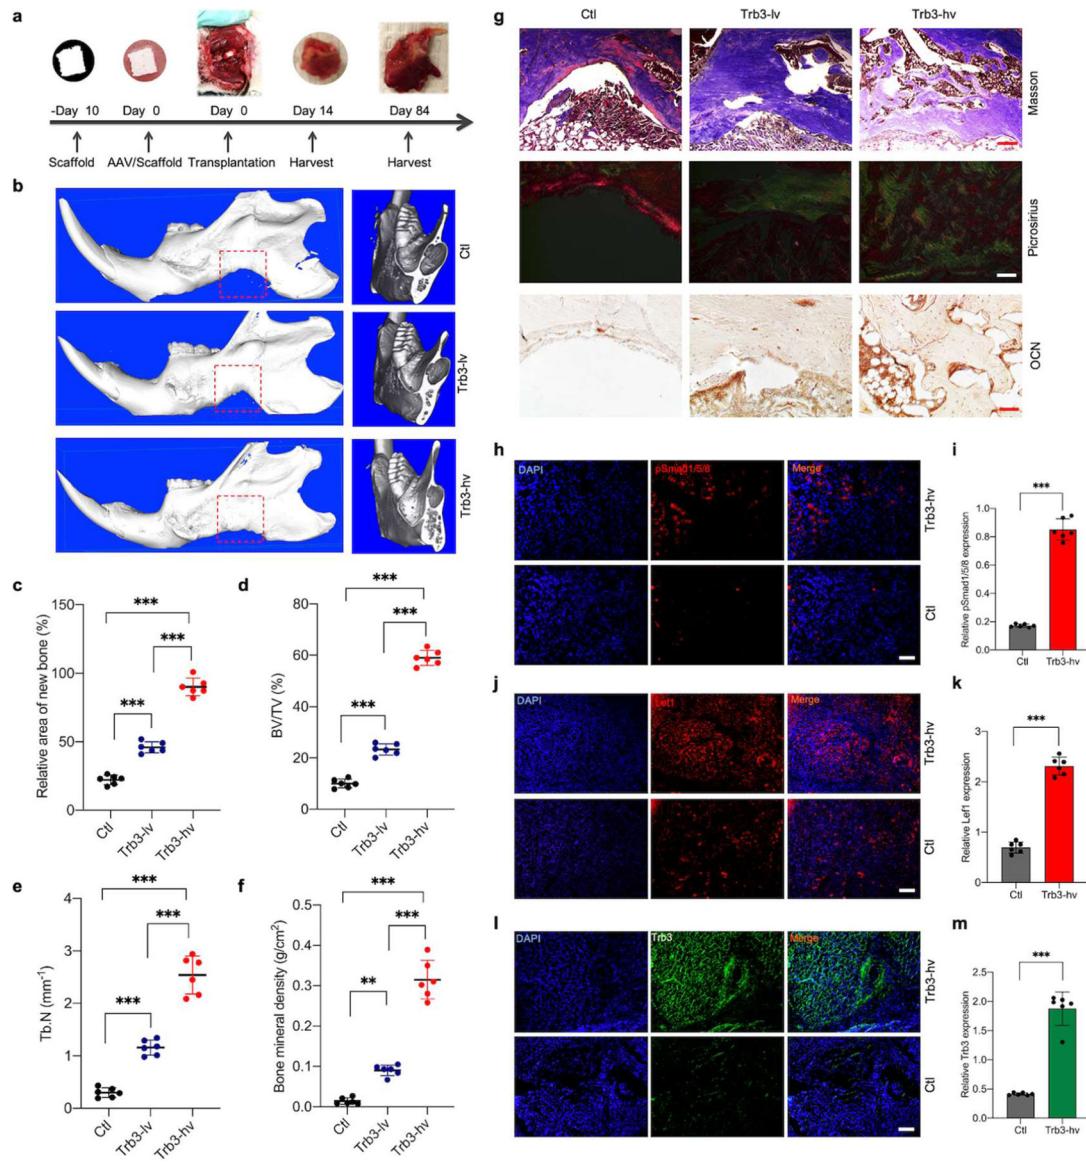 a
-Day 10 Day 0 Day 0 Day 14 Day 84
Scaffold AAV/Scaffold Transplantation Harvest Harvest
b
Ctl
Trb3-lv
Trb3-hv
c
Relative area of new bone (%)
150
100
50
0
***
***
***
Ctl Trb3-lv Trb3-hv
d
BV/TV (%)
80
60
40
20
0
***
***
***
Ctl Trb3-lv Trb3-hv
e
Tb.N (mm⁻¹)
4
3
2
1
0
***
***
***
Ctl Trb3-lv Trb3-hv
f
Bone mineral density (g/cm²)
0.5
0.4
0.3
0.2
0.1
0.0
***
***
**
Ctl Trb3-lv Trb3-hv
g
Ctl Trb3-lv Trb3-hv
Masson
Picrosirius
OCN
h
DAPI pSmad1/5/8 Merge
Trb3-hv
Ctl
i
Relative pSmad1/5/8 expression
1.0
0.8
0.6
0.4
0.2
0.0
***
Ctl Trb3-hv
j
DAPI Lef1 Merge
Trb3-hv
Ctl
k
Relative Lef1 expression
3
2
1
0
***
Ctl Trb3-hv
l
DAPI Trb3 Merge
Trb3-hv
Ctl
m
Relative Trb3 expression
2.5
2.0
1.5
1.0
0.5
0.0
***
Ctl Trb3-hv